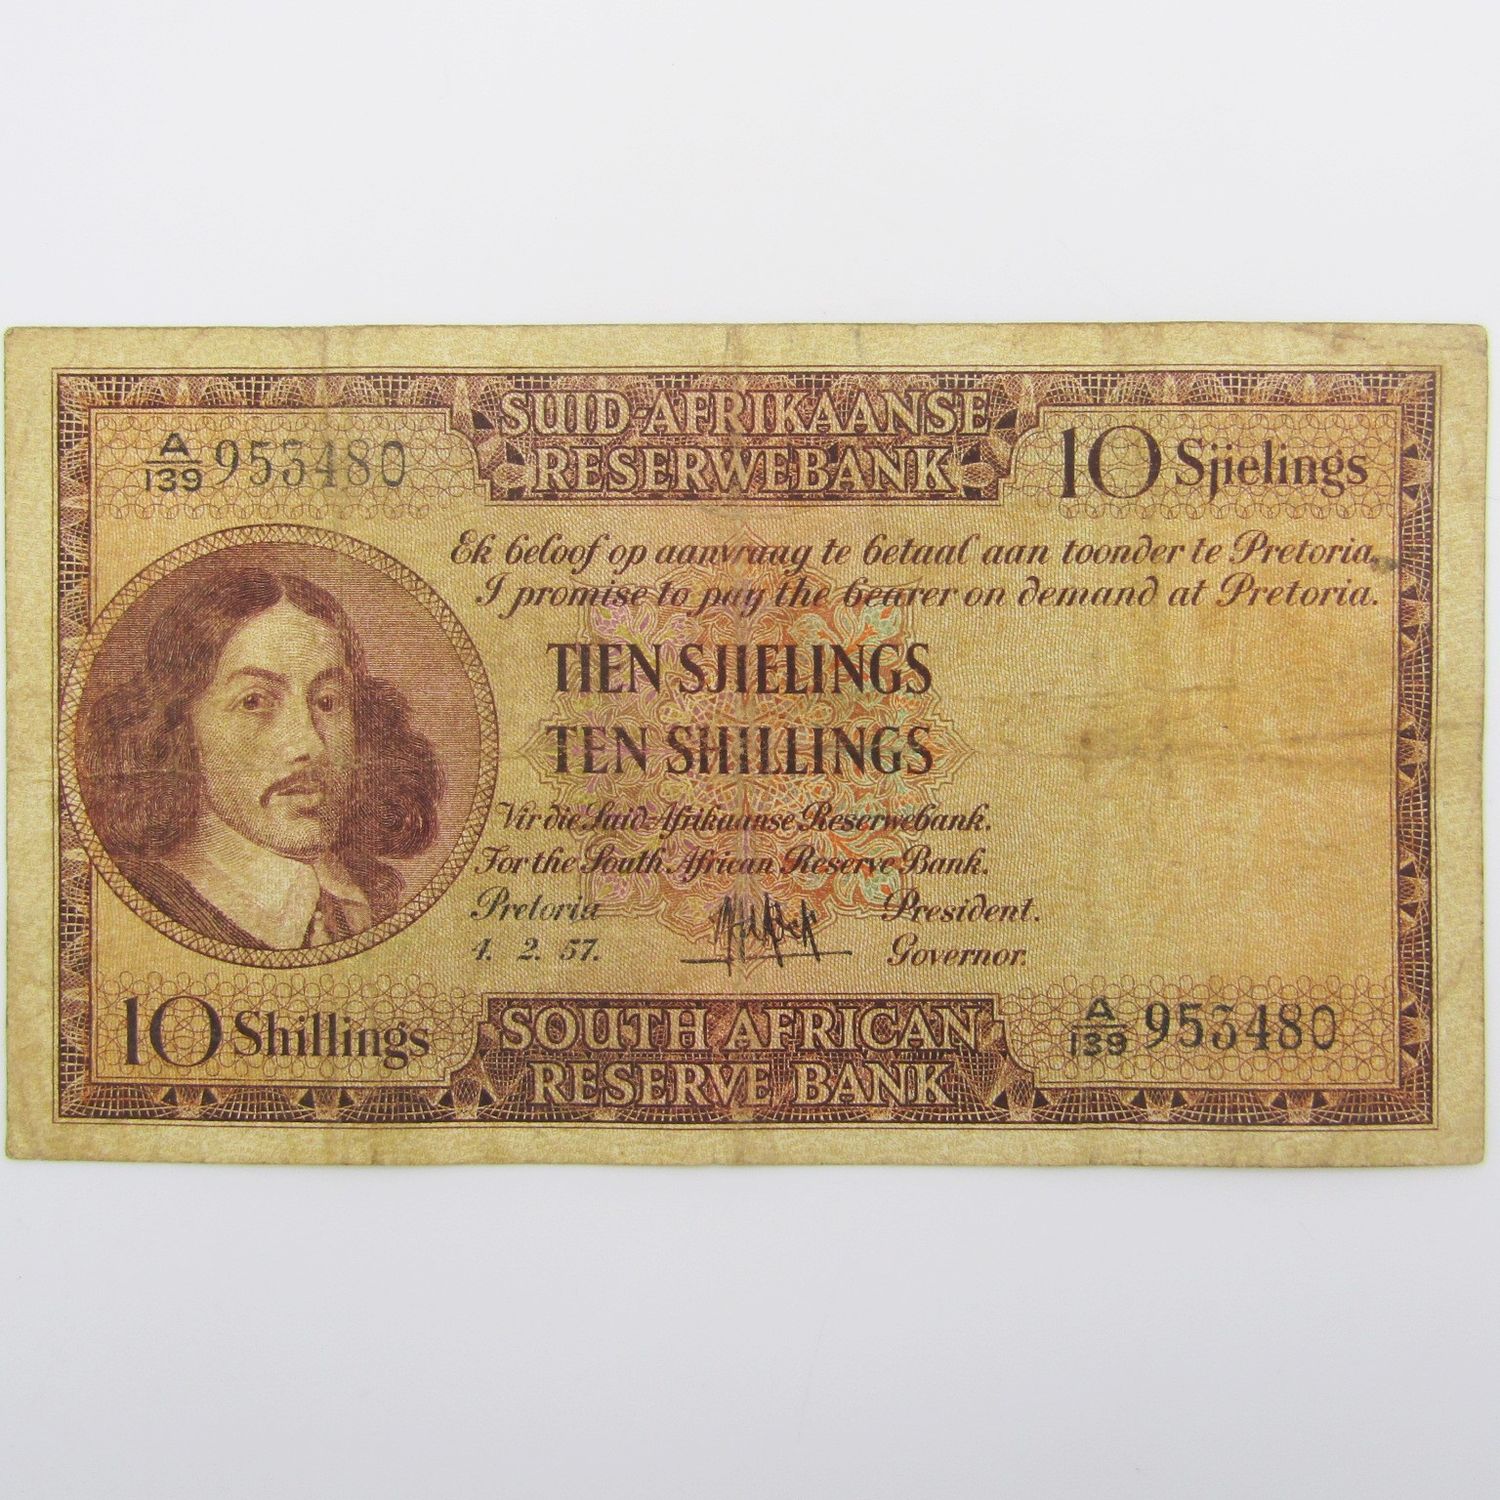 SUID-AFRIKAANSE
RESERWEBANK
A/139 953480
10 Sjielings
Ek beloof op aanvraag te betaal aan toonder te Pretoria.
I promise to pay the bearer on demand at Pretoria.
TIEN SJIELINGS
TEN SHILLINGS
Vir die Suid-Afrikaanse Reserwebank.
For the South African Reserve Bank.
Pretoria President.
1. 2. 57. Governor.
10 Shillings
SOUTH AFRICAN
RESERVE BANK
A/139 953480